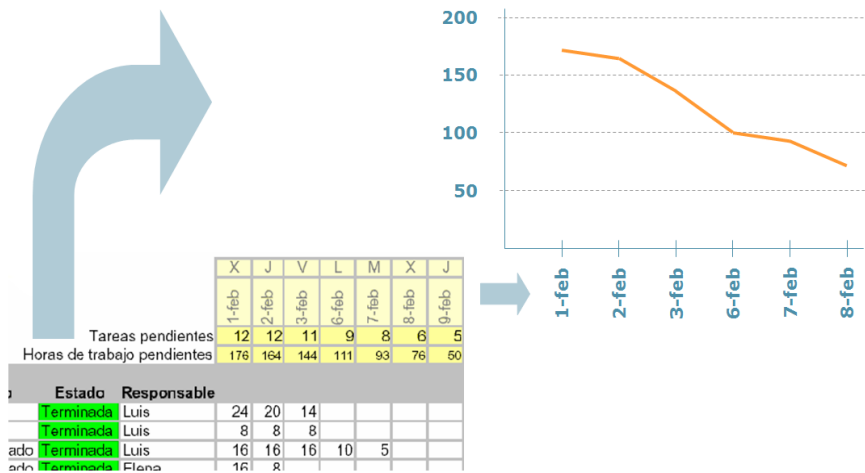 200
150
100
50
1-feb 2-feb 3-feb 6-feb 7-feb 8-feb
X J V L M X J
1-feb 2-feb 3-feb 6-feb 7-feb 8-feb 9-feb
Tareas pendientes 12 12 11 9 8 6 5
Horas de trabajo pendientes 176 164 144 111 93 76 50
Estado Responsable
Terminada Luis 24 20 14
Terminada Luis 8 8 8
ado Terminada Luis 16 16 16 10 5
ado Terminada Elena 16 8